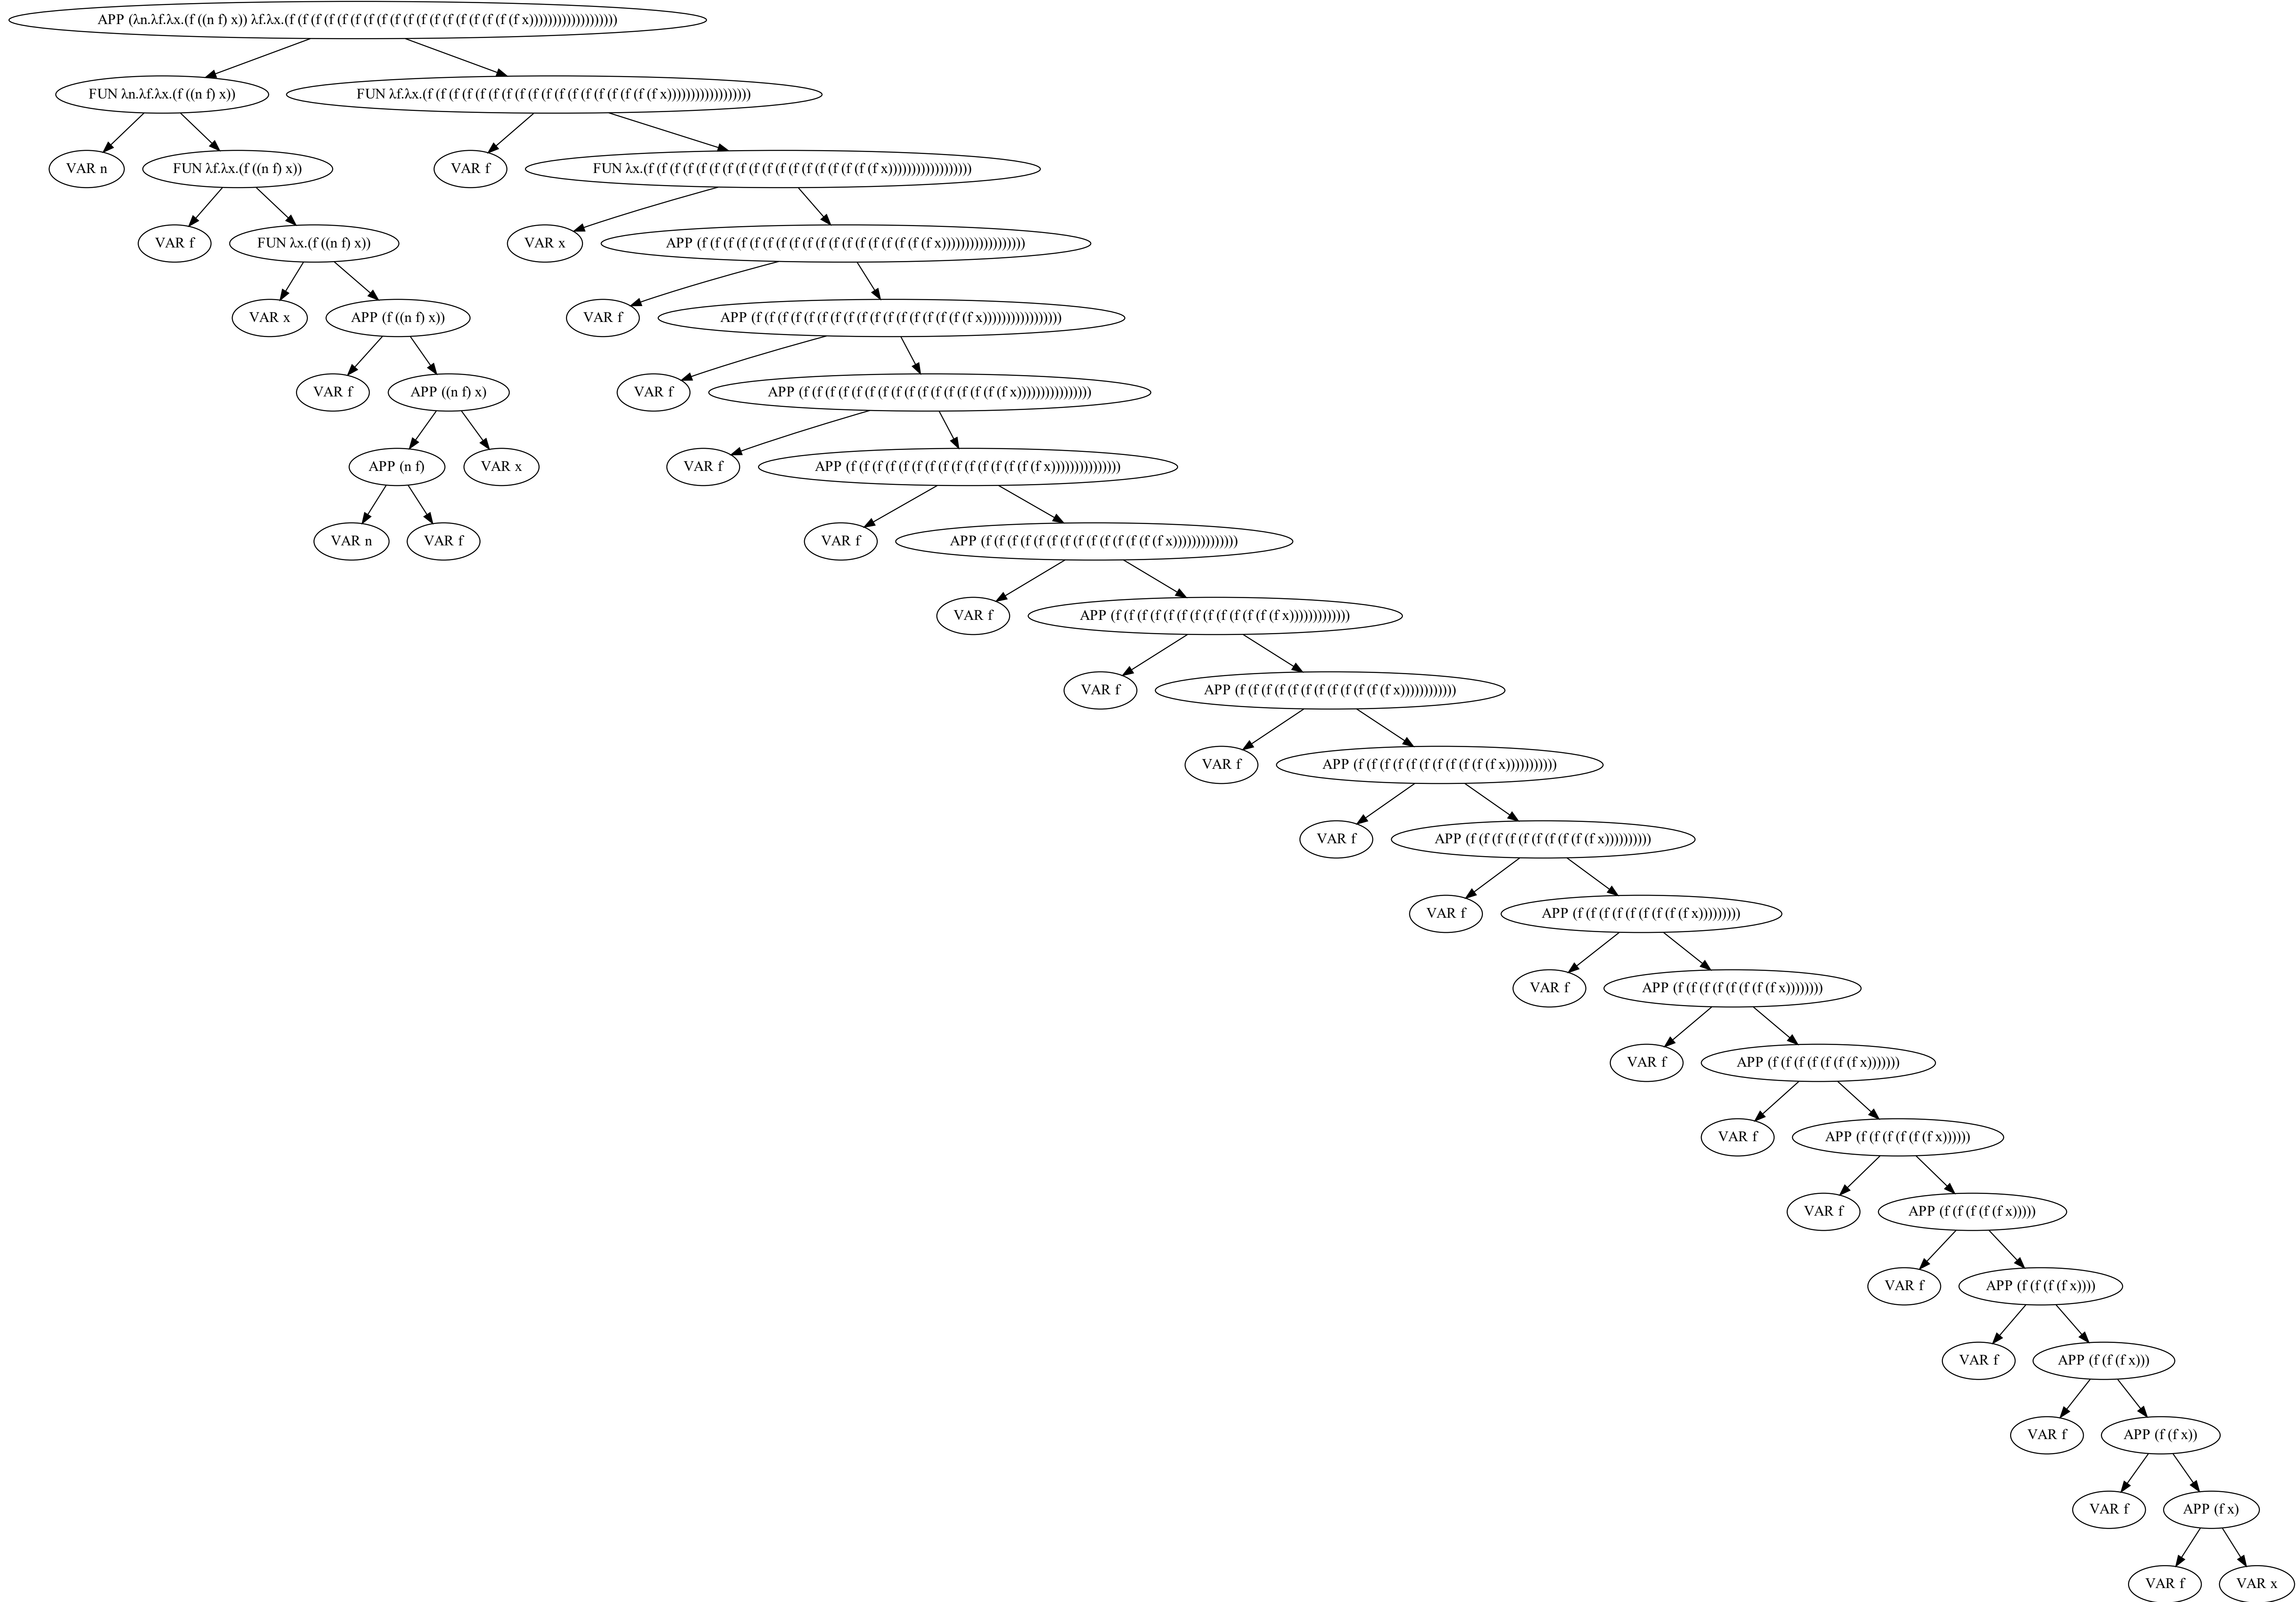 APP (λn.λf.λx.(f ((n f) x)) λf.λx.(f (f (f (f (f (f (f (f (f (f (f (f (f (f (f (f (f (f x)))))))))))))))))))
FUN λn.λf.λx.(f ((n f) x))
FUN λf.λx.(f (f (f (f (f (f (f (f (f (f (f (f (f (f (f (f (f (f x))))))))))))))))))
VAR n
FUN λf.λx.(f ((n f) x))
VAR f
FUN λx.(f (f (f (f (f (f (f (f (f (f (f (f (f (f (f (f (f (f x))))))))))))))))))
VAR f
FUN λx.(f ((n f) x))
VAR x
APP (f (f (f (f (f (f (f (f (f (f (f (f (f (f (f (f (f (f x))))))))))))))))))
VAR x
APP (f ((n f) x))
VAR f
APP (f (f (f (f (f (f (f (f (f (f (f (f (f (f (f (f (f x)))))))))))))))))
VAR f
APP ((n f) x)
VAR f
APP (f (f (f (f (f (f (f (f (f (f (f (f (f (f (f (f x))))))))))))))))
APP (n f)
VAR x
VAR f
APP (f (f (f (f (f (f (f (f (f (f (f (f (f (f (f x)))))))))))))))
VAR n
VAR f
VAR f
APP (f (f (f (f (f (f (f (f (f (f (f (f (f (f x))))))))))))))
VAR f
APP (f (f (f (f (f (f (f (f (f (f (f (f (f x)))))))))))))
VAR f
APP (f (f (f (f (f (f (f (f (f (f (f (f x))))))))))))
VAR f
APP (f (f (f (f (f (f (f (f (f (f (f x)))))))))))
VAR f
APP (f (f (f (f (f (f (f (f (f (f x))))))))))
VAR f
APP (f (f (f (f (f (f (f (f (f x)))))))))
VAR f
APP (f (f (f (f (f (f (f (f x))))))))
VAR f
APP (f (f (f (f (f (f (f x)))))))
VAR f
APP (f (f (f (f (f (f x))))))
VAR f
APP (f (f (f (f (f x)))))
VAR f
APP (f (f (f (f x))))
VAR f
APP (f (f (f x)))
VAR f
APP (f (f x))
VAR f
APP (f x)
VAR f
VAR x